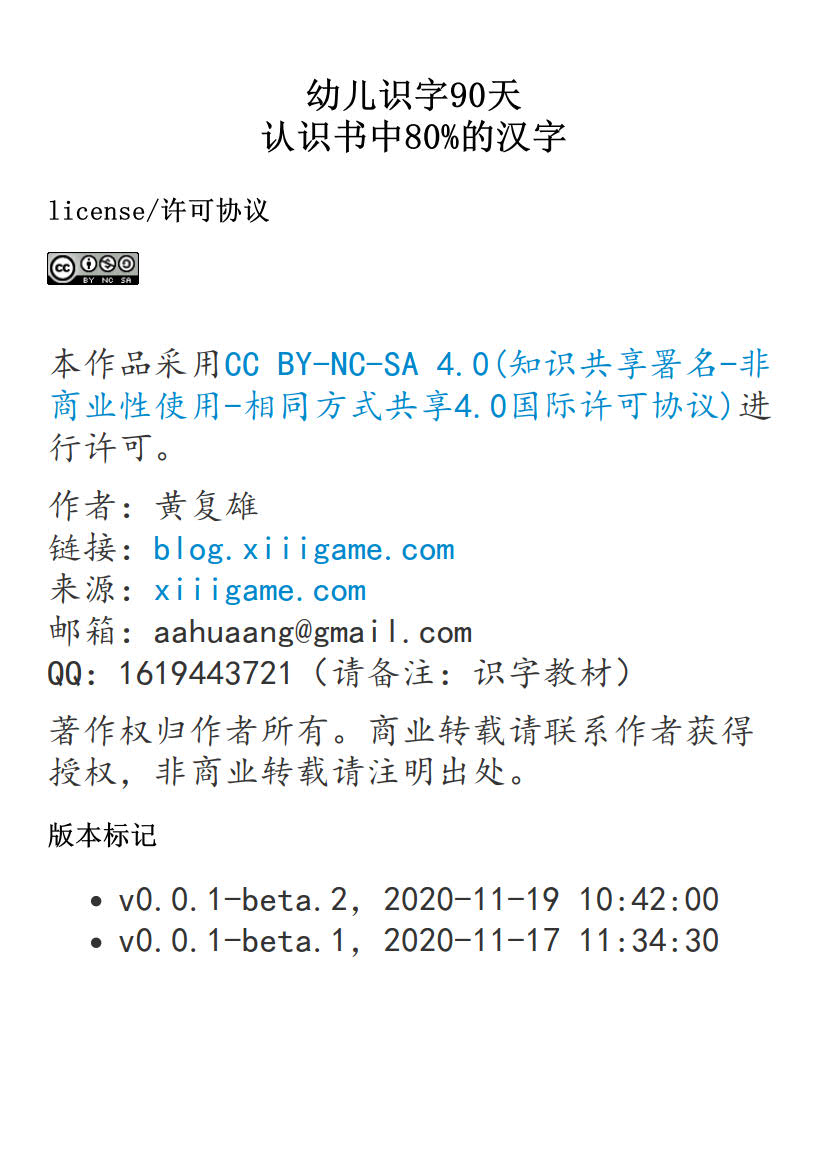 幼儿识字90天
认识书中80%的汉字
license/许可协议
cc BY NC SA
本作品采用CC BY-NC-SA 4.0(知识共享署名-非
商业性使用-相同方式共享4.0国际许可协议)进
行许可。
作者：黄复雄
链接：blog.xiiigame.com
来源：xiiigame.com
邮箱：aahuaang@gmail.com
QQ：1619443721（请备注：识字教材）
著作权归作者所有。商业转载请联系作者获得
授权，非商业转载请注明出处。
版本标记
• v0.0.1-beta.2，2020-11-19 10:42:00
• v0.0.1-beta.1，2020-11-17 11:34:30